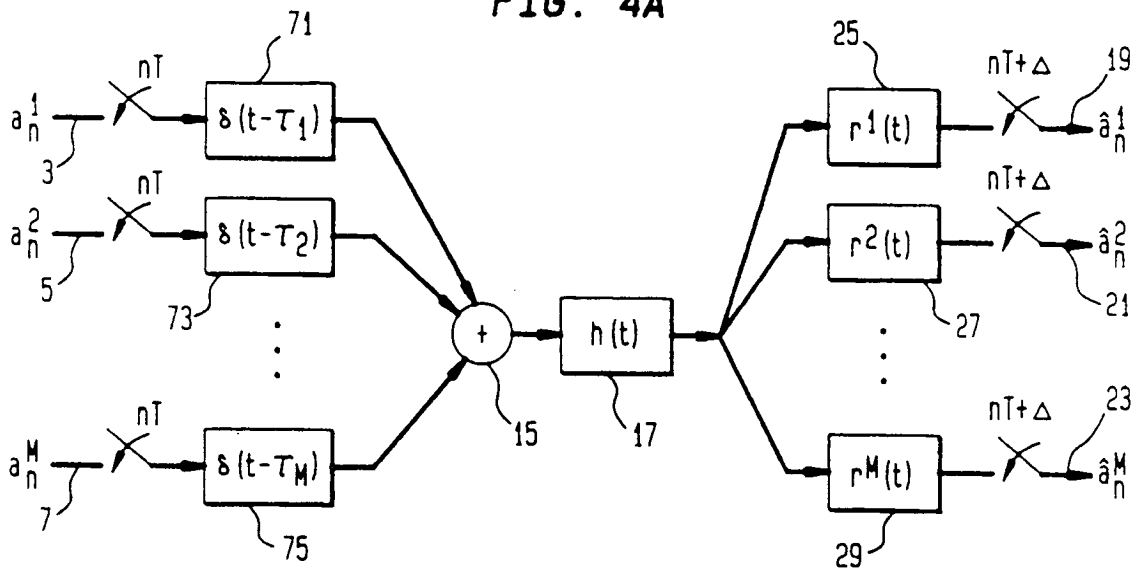 FIG. 4A
71
25
nT
nT+Δ
19
a_n^1
δ(t-τ_1)
r^1(t)
â_n^1
3
nT
nT+Δ
a_n^2
δ(t-τ_2)
r^2(t)
â_n^2
5
73
27
21
+
h(t)
15
17
nT
nT+Δ
23
a_n^M
δ(t-τ_M)
r^M(t)
â_n^M
7
75
29